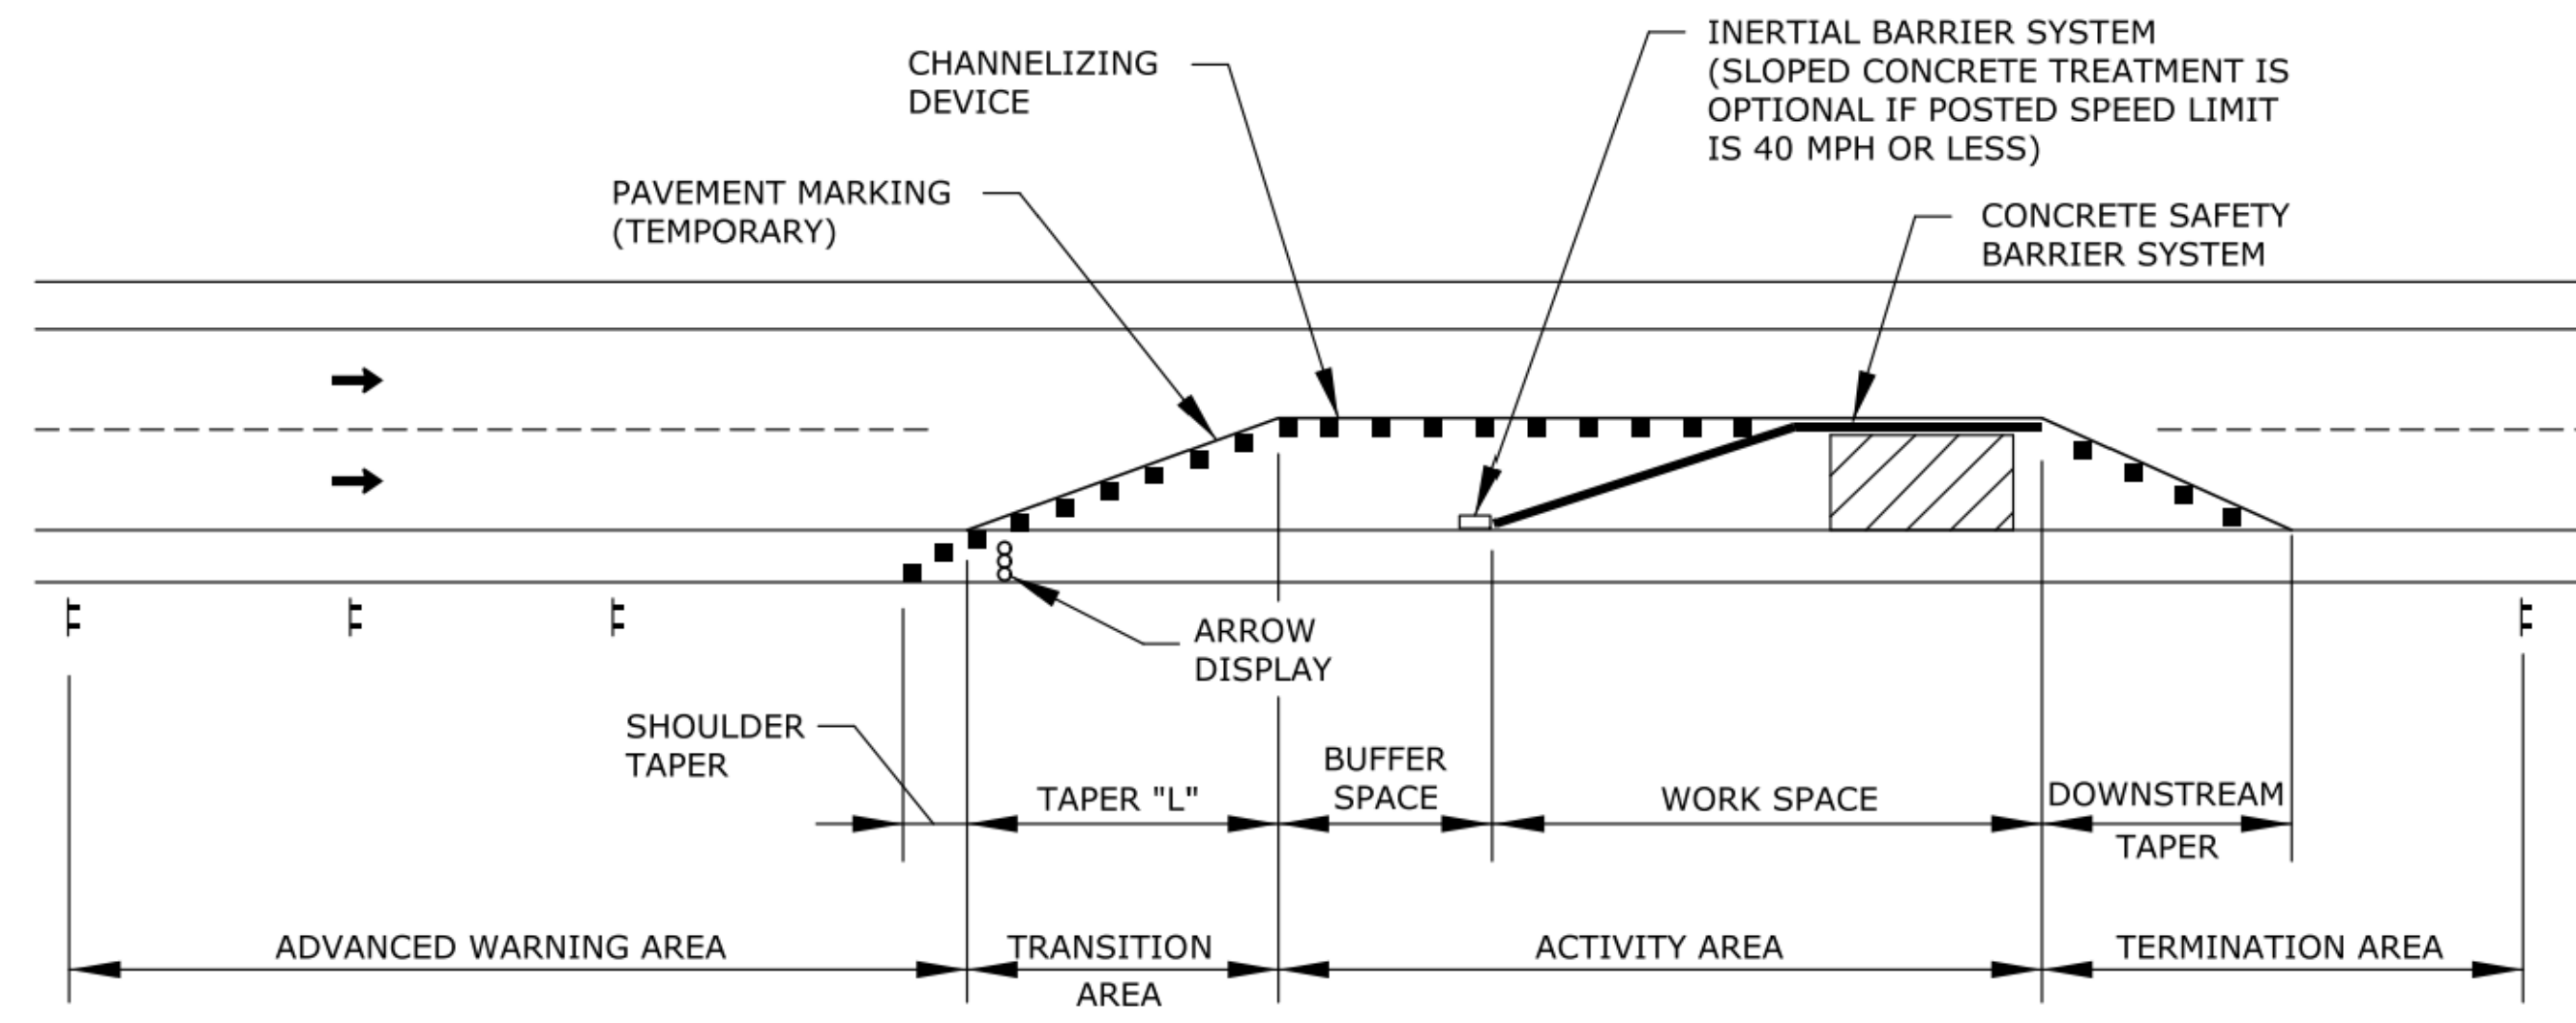 INERTIAL BARRIER SYSTEM
(SLOPED CONCRETE TREATMENT IS
OPTIONAL IF POSTED SPEED LIMIT
IS 40 MPH OR LESS)
CHANNELIZING
DEVICE
PAVEMENT MARKING
(TEMPORARY)
CONCRETE SAFETY
BARRIER SYSTEM
ARROW
DISPLAY
SHOULDER
TAPER
TAPER "L"
BUFFER
SPACE
WORK SPACE
DOWNSTREAM
TAPER
ADVANCED WARNING AREA
TRANSITION
AREA
ACTIVITY AREA
TERMINATION AREA